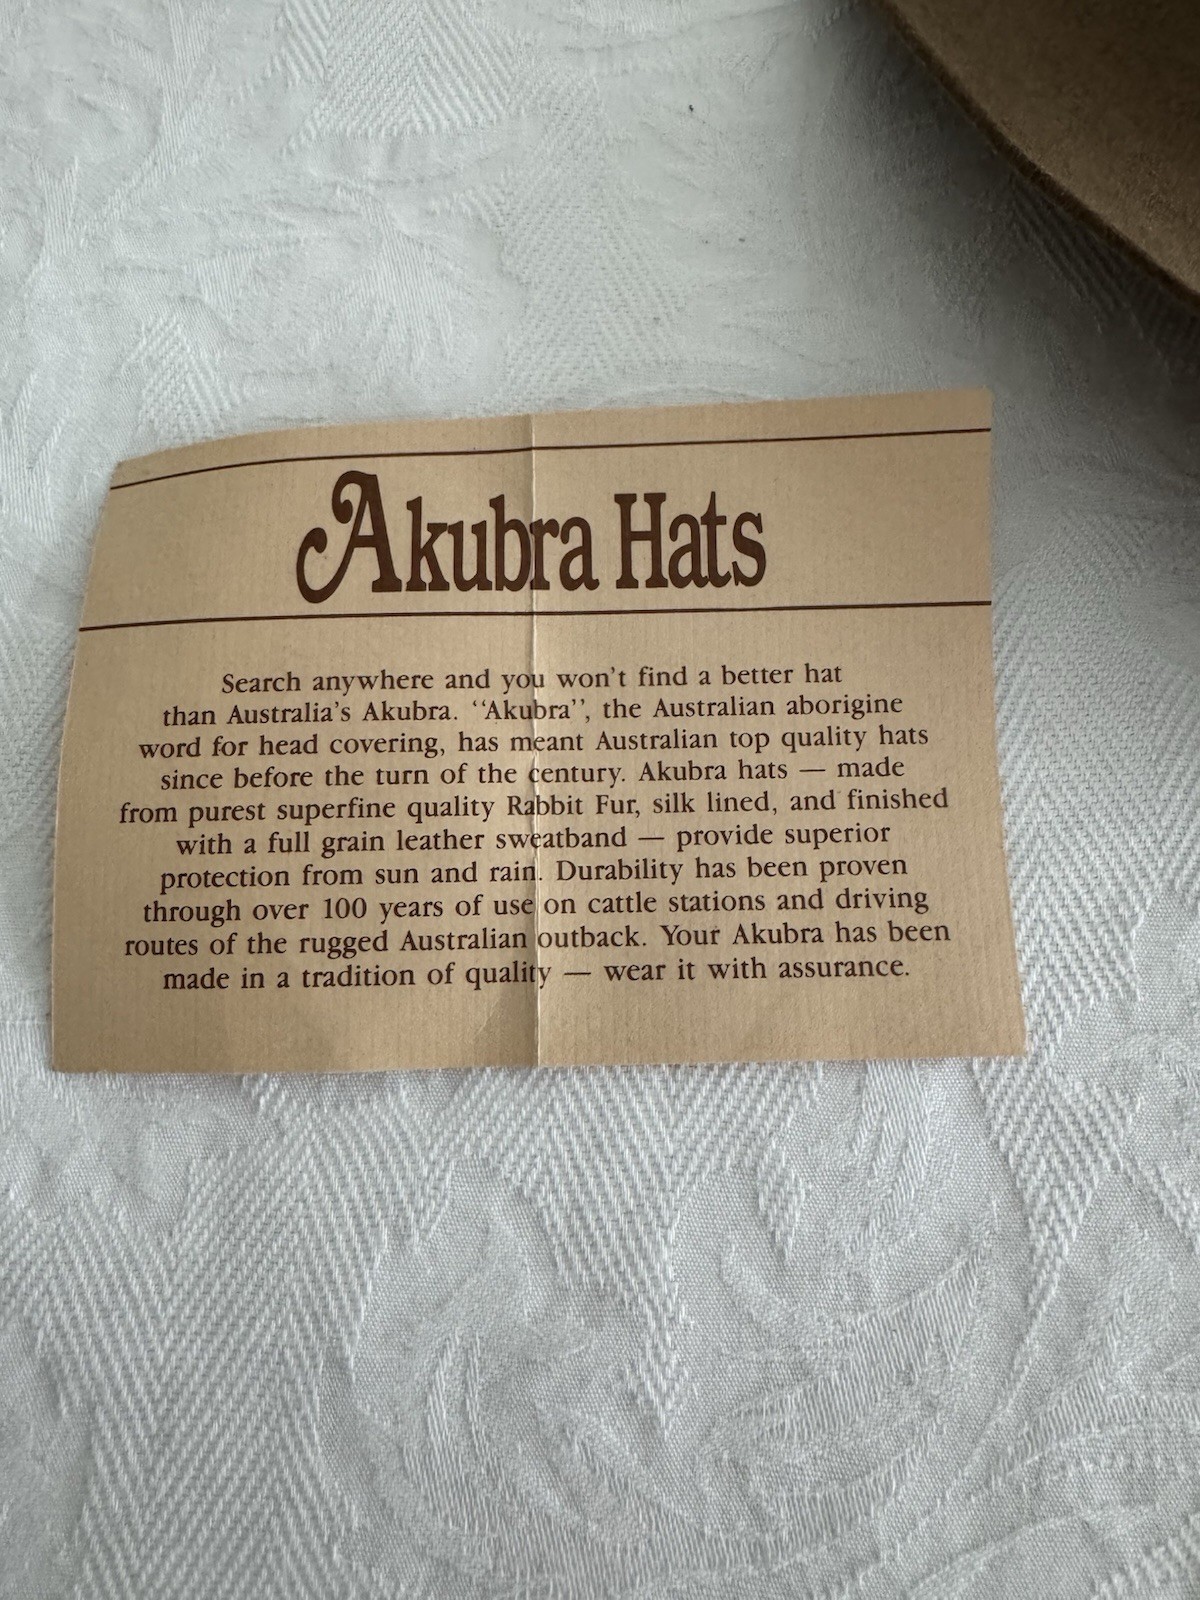 Akubra Hats
Search anywhere and you won't find a better hat
than Australia's Akubra. "Akubra", the Australian aborigine
word for head covering, has meant Australian top quality hats
since before the turn of the century. Akubra hats — made
from purest superfine quality Rabbit Fur, silk lined, and finished
with a full grain leather sweatband — provide superior
protection from sun and rain. Durability has been proven
through over 100 years of use on cattle stations and driving
routes of the rugged Australian outback. Your Akubra has been
made in a tradition of quality — wear it with assurance.